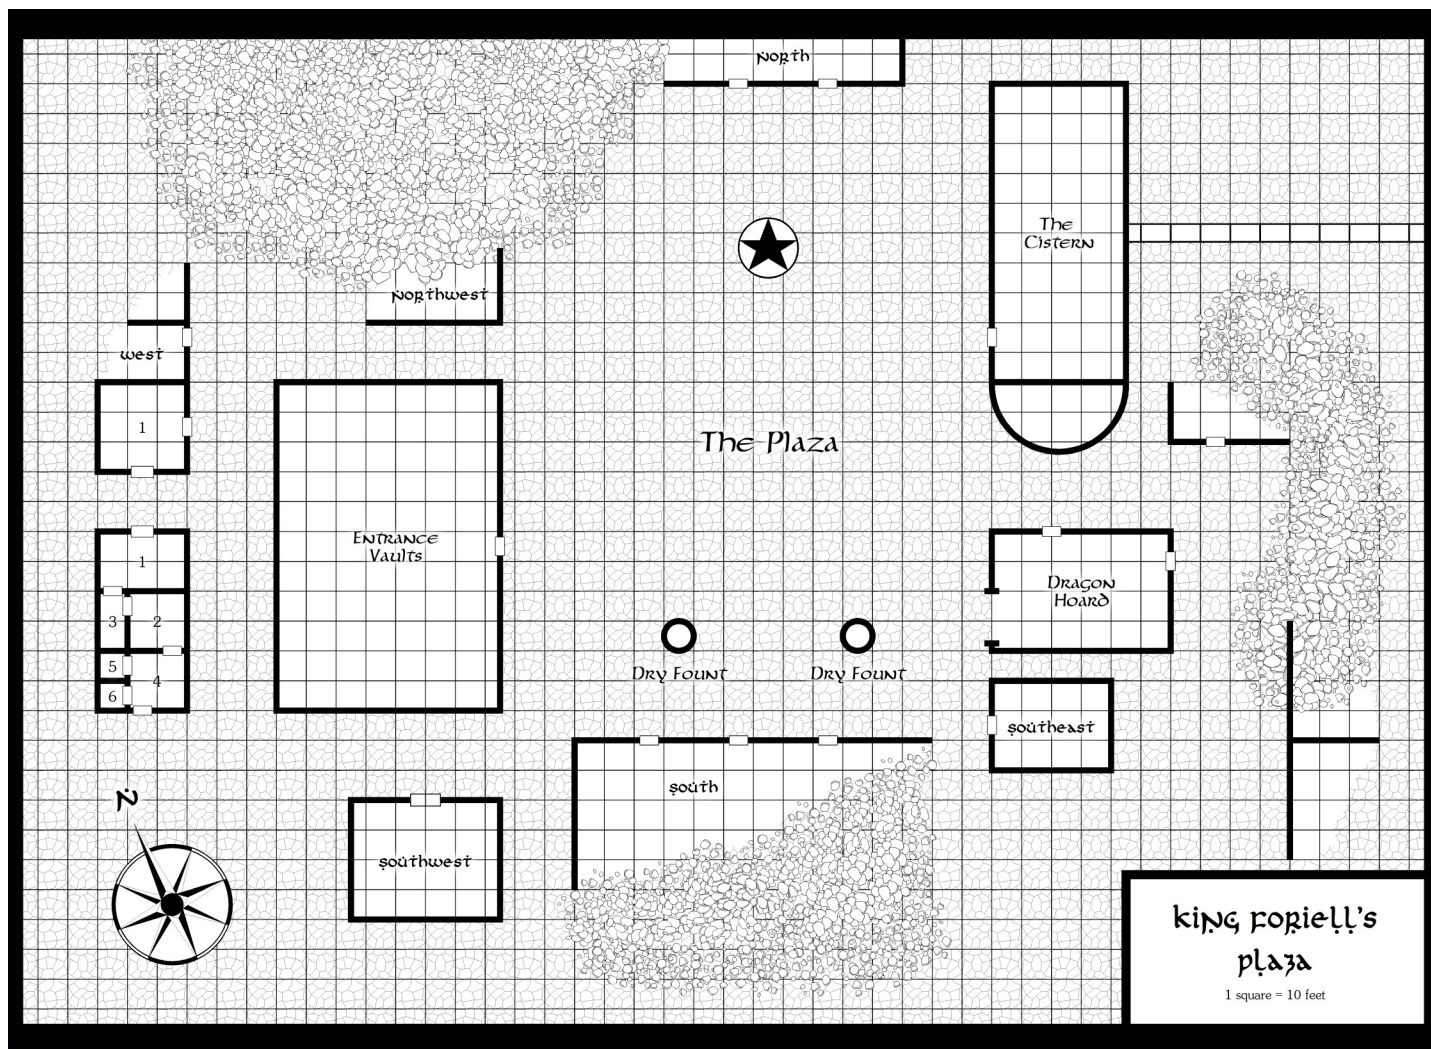 North
The
Cistern
Northwest
west
1
The Plaza
Entrance
Vaults
1
Dragon
Hoard
3
2
5
4
6
Dry Fount
Dry Fount
southeast
south
N
southwest
King Foriell's
Plaza
1 square = 10 feet